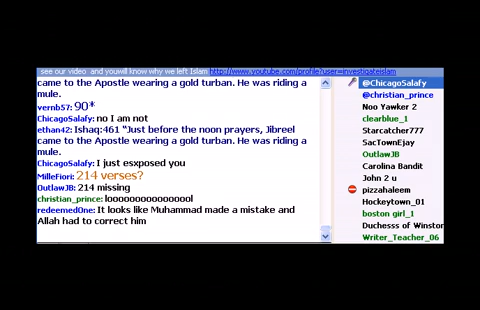 see our video and youwill know why we left Islam http://www.youtube.com/profile?user=investigateislam
came to the Apostle wearing a gold turban. He was riding a
mule.
vernb57: 90*
ChicagoSalafy: no I am not
ethan42: Ishaq:461 "Just before the noon prayers, Jibreel
came to the Apostle wearing a gold turban. He was riding a
mule.
ChicagoSalafy: I just exsposed you
MilleFiori: 214 verses?
OutlawJB: 214 missing
christian_prince: looooooooooooooool
redeemedOne: It looks like Muhammad made a mistake and
Allah had to correct him
@ChicagoSalafy
@christian_prince
Noo Yawker 2
clearblue_1
Starcatcher777
SacTownEjay
OutlawJB
Carolina Bandit
John 2 u
pizzahaleem
Hockeytown_01
boston girl_1
Duchesss of Winstor
Writer_Teacher_06